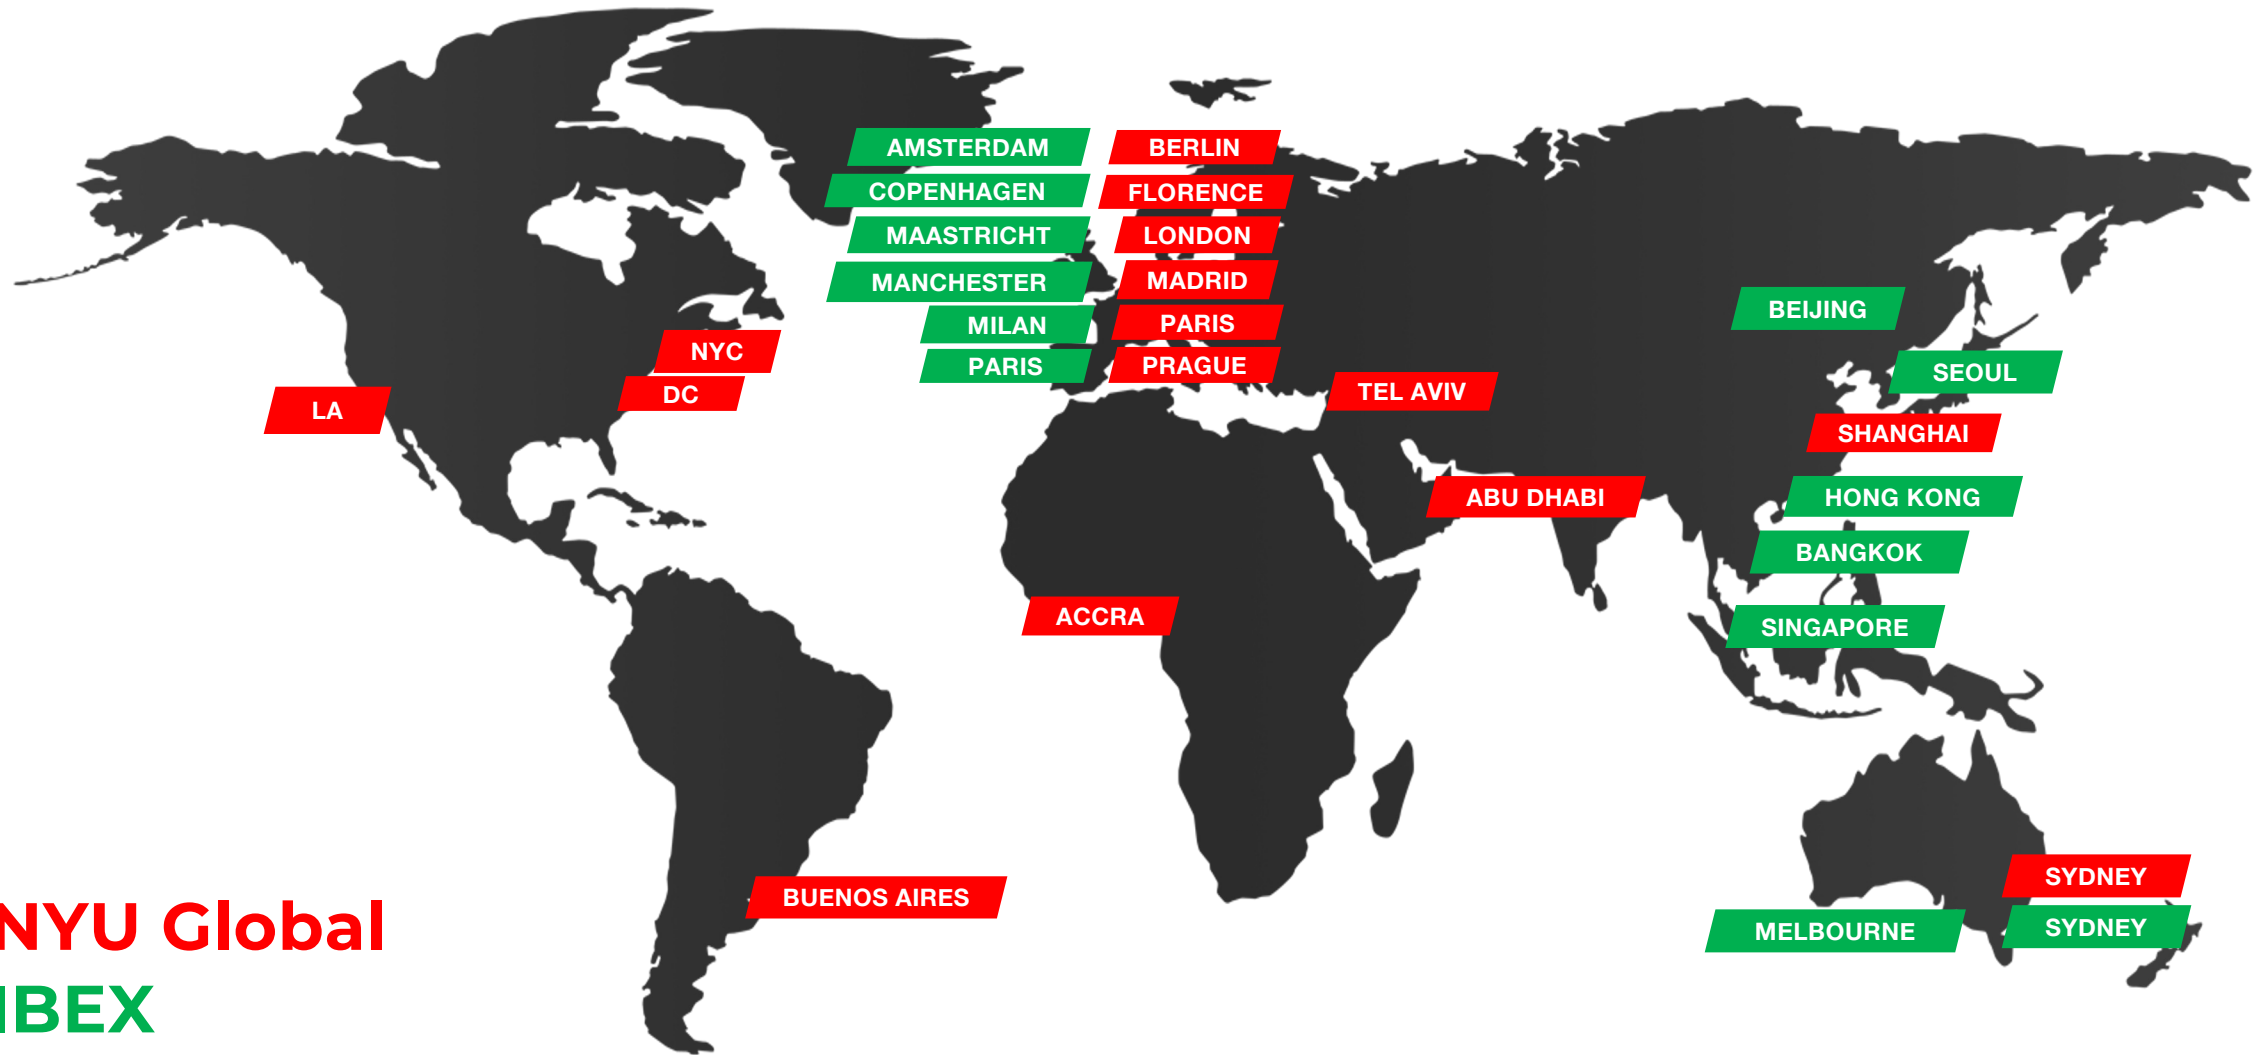 AMSTERDAM
BERLIN
COPENHAGEN
FLORENCE
MAASTRICHT
LONDON
MANCHESTER
MADRID
MILAN
PARIS
PARIS
PRAGUE
NYC
DC
LA
TEL AVIV
BEIJING
SEOUL
SHANGHAI
ABU DHABI
HONG KONG
BANGKOK
ACCRA
SINGAPORE
BUENOS AIRES
SYDNEY
MELBOURNE
SYDNEY
NYU Global
IBEX